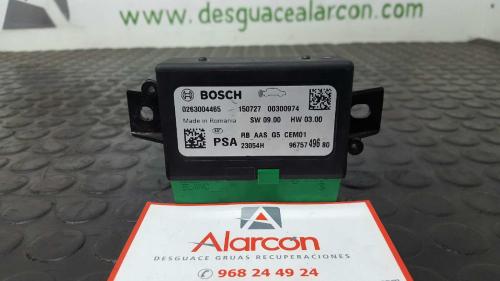 www.desguacealarcon.com
BOSCH
0263004465 150727 00300974
Made in Romania SW 09.00 HW 03.00
PSA RB AAS G5 CEM01
23054H 96757 496 80
Alarcon
DESGUACE GRUAS RECUPERACIONES
968 24 49 24